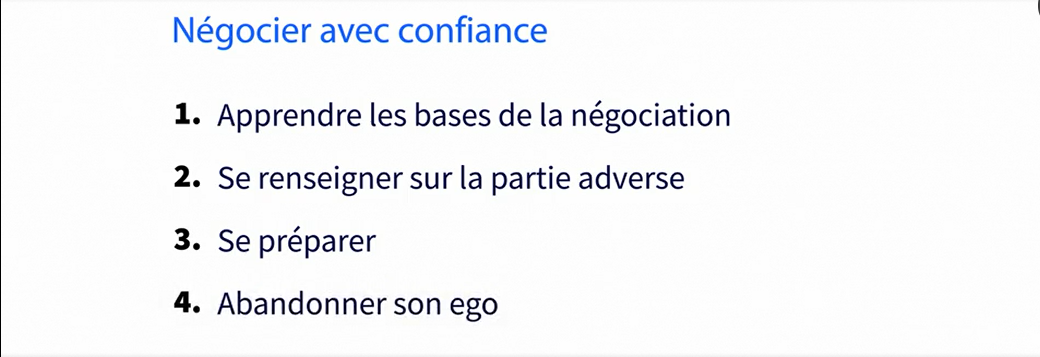 Négocier avec confiance
1. Apprendre les bases de la négociation
2. Se renseigner sur la partie adverse
3. Se préparer
4. Abandonner son ego